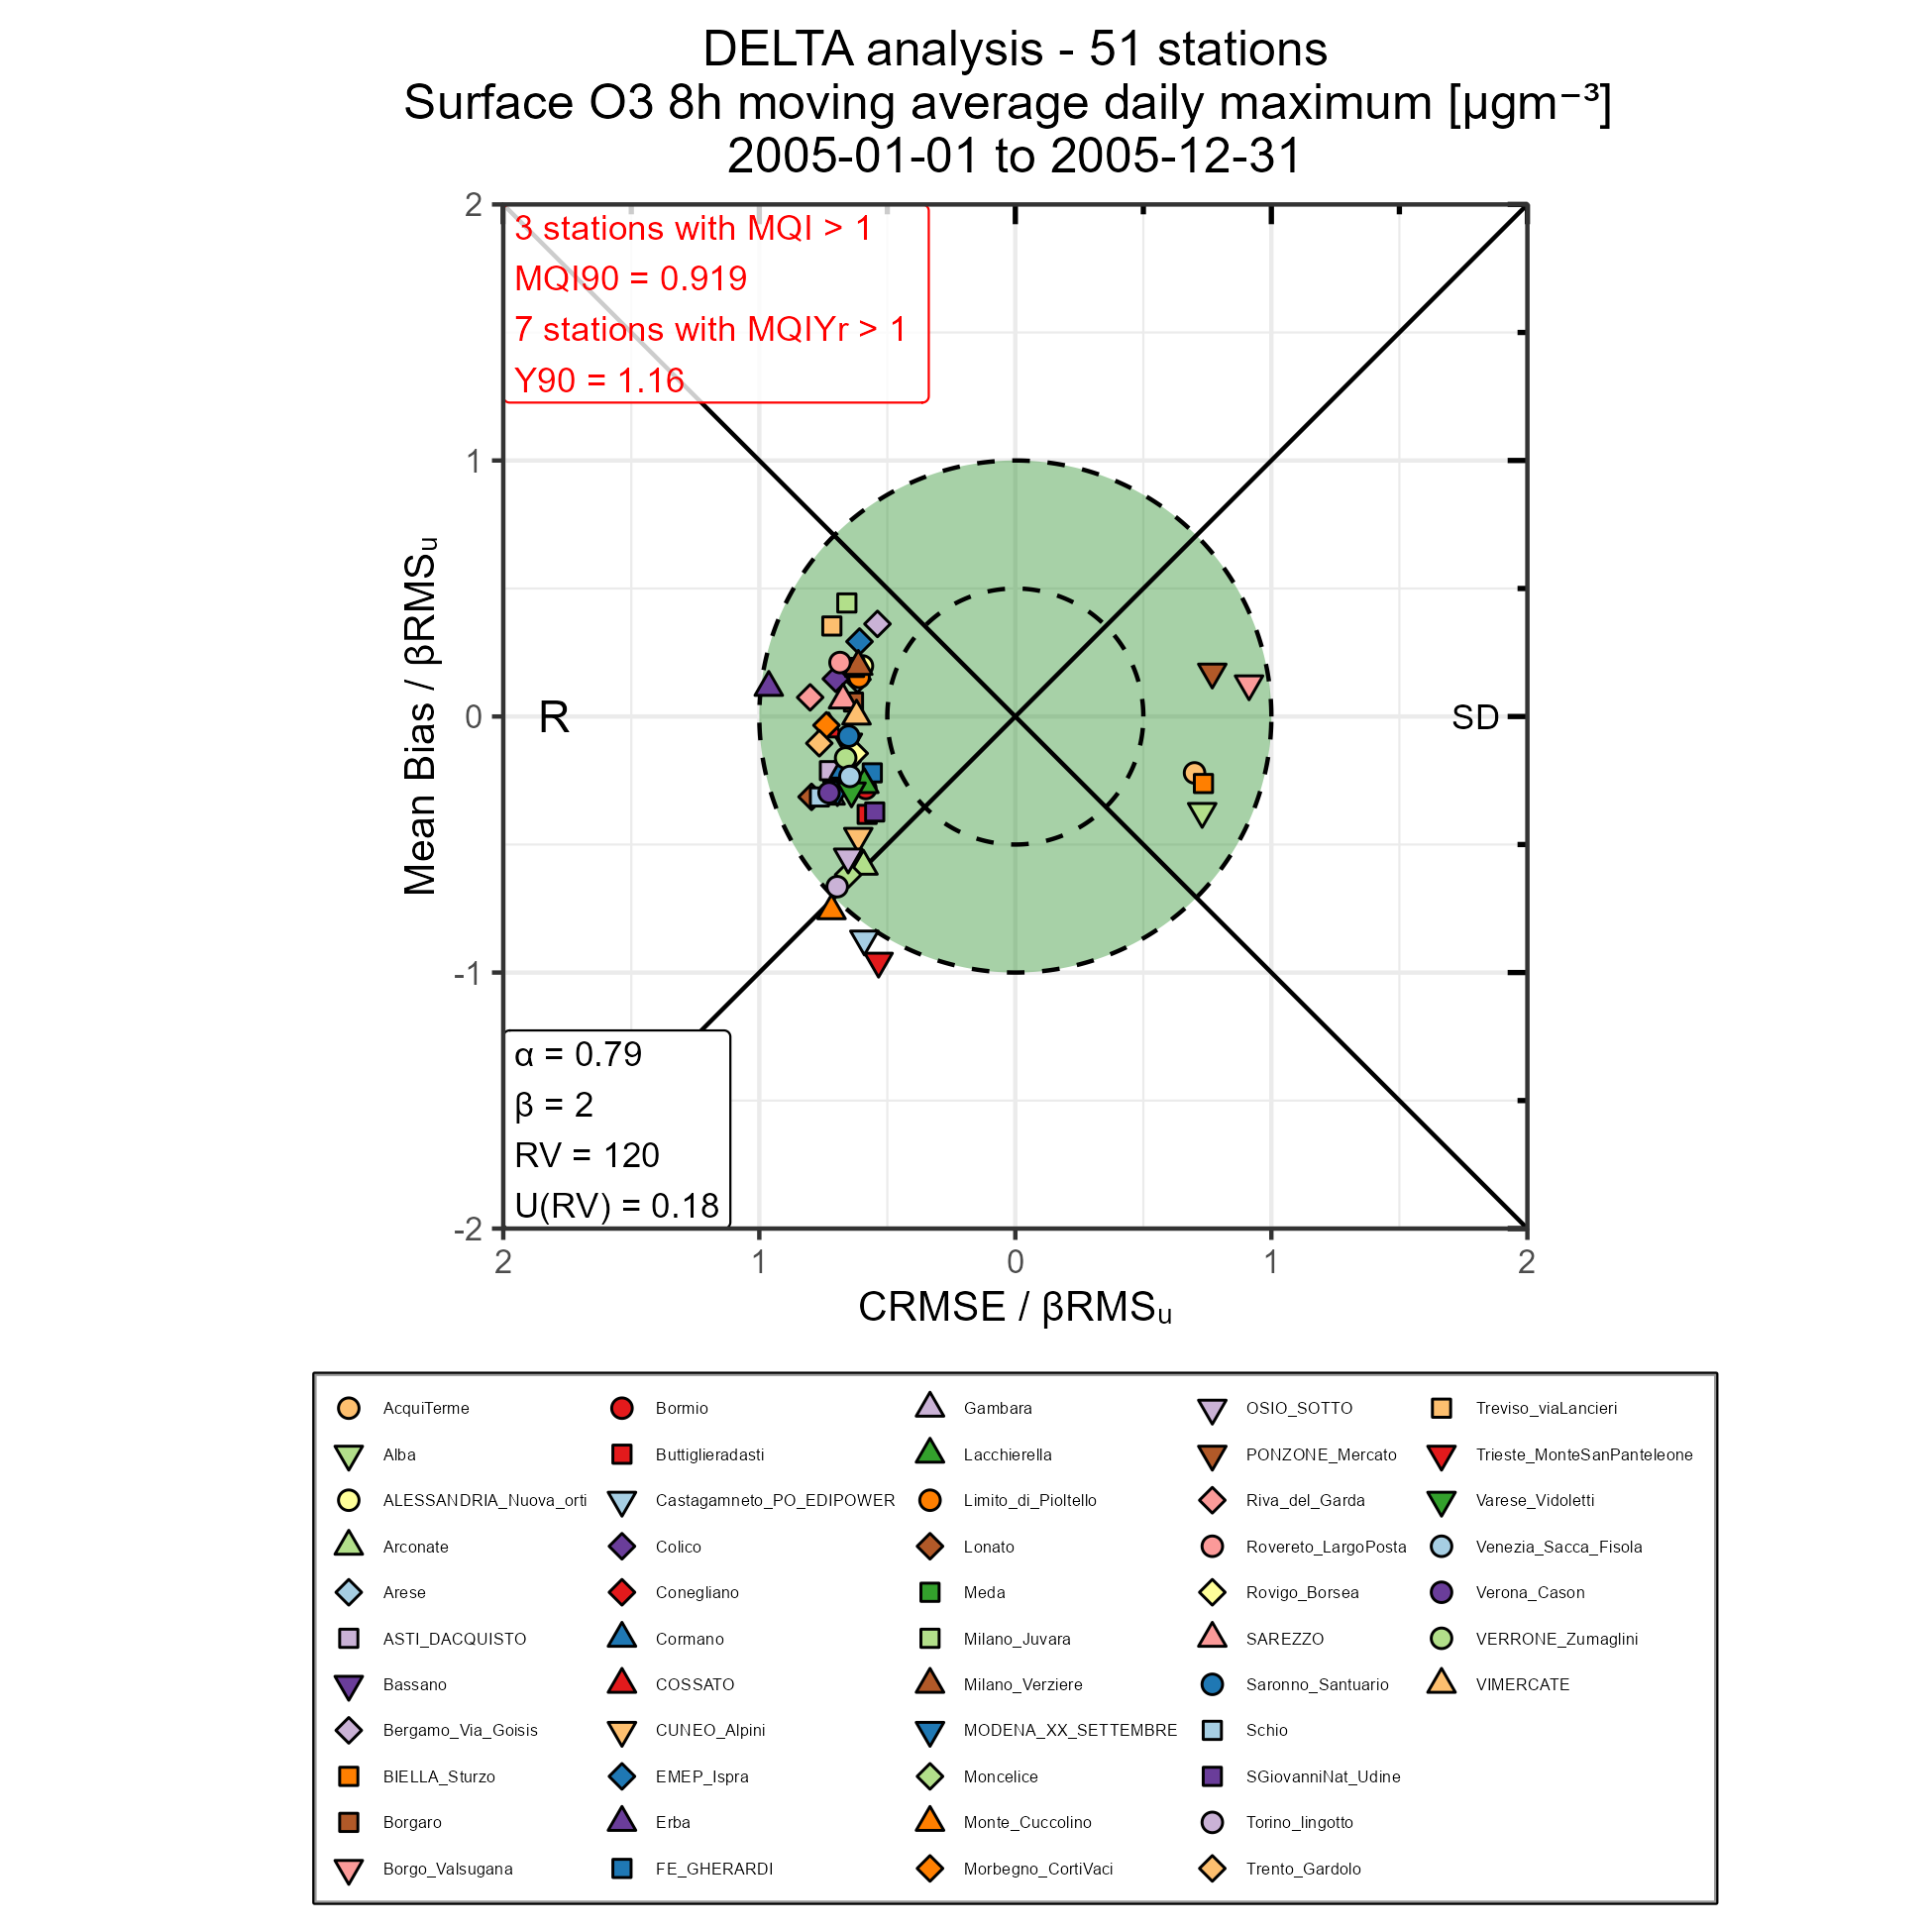 DELTA analysis - 51 stations
Surface O3 8h moving average daily maximum [µgm⁻³]
2005-01-01 to 2005-12-31
3 stations with MQI > 1
MQI90 = 0.919
7 stations with MQIYr > 1
Y90 = 1.16
2
1
0
-1
-2
Mean Bias / βRMSᵤ
R
SD
α = 0.79
β = 2
RV = 120
U(RV) = 0.18
2 1 0 1 2
CRMSE / βRMSᵤ
AcquiTerme
Alba
ALESSANDRIA_Nuova_orti
Arconate
Arese
ASTI_DACQUISTO
Bassano
Bergamo_Via_Goisis
BIELLA_Sturzo
Borgaro
Borgo_Valsugana
Bormio
Buttiglieradasti
Castagamneto_PO_EDIPOWER
Colico
Conegliano
Cormano
COSSATO
CUNEO_Alpini
EMEP_Ispra
Erba
FE_GHERARDI
Gambara
Lacchierella
Limito_di_Pioltello
Lonato
Meda
Milano_Juvara
Milano_Verziere
MODENA_XX_SETTEMBRE
Moncelice
Monte_Cuccolino
Morbegno_CortiVaci
OSIO_SOTTO
PONZONE_Mercato
Riva_del_Garda
Rovereto_LargoPosta
Rovigo_Borsea
SAREZZO
Saronno_Santuario
Schio
SGiovanniNat_Udine
Torino_lingotto
Trento_Gardolo
Treviso_viaLancieri
Trieste_MonteSanPanteleone
Varese_Vidoletti
Venezia_Sacca_Fisola
Verona_Cason
VERRONE_Zumaglini
VIMERCATE